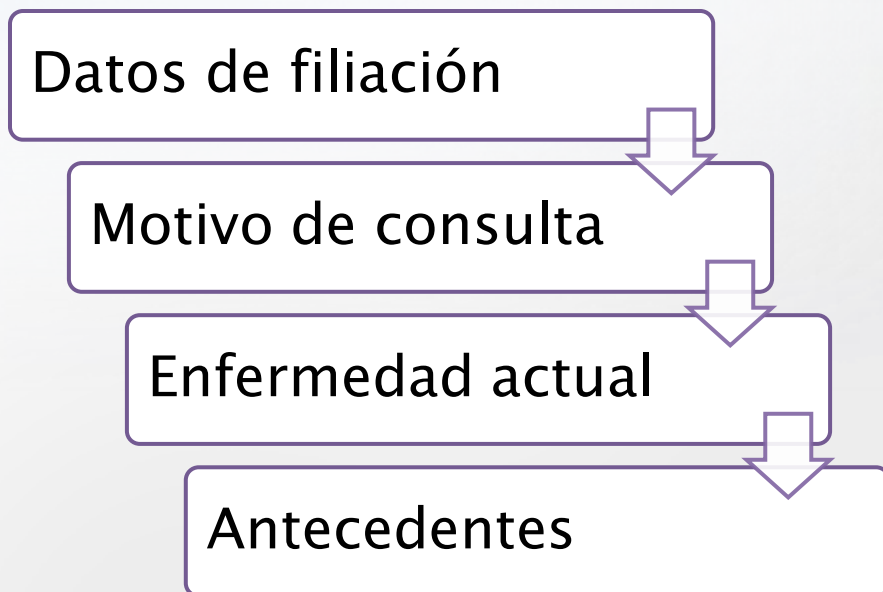 Datos de filiación
Motivo de consulta
Enfermedad actual
Antecedentes